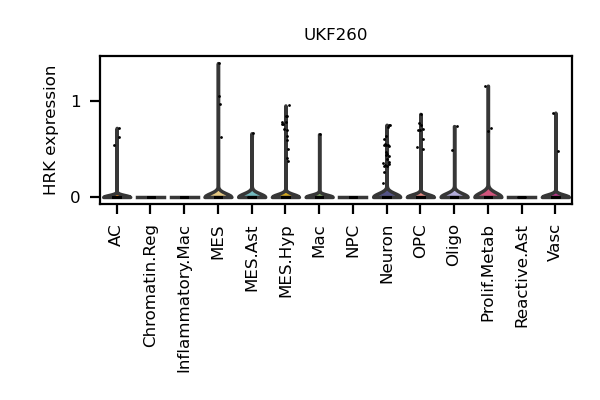 UKF260
HRK expression
1
0
AC
Chromatin.Reg
Inflammatory.Mac
MES
MES.Ast
MES.Hyp
Mac
NPC
Neuron
OPC
Oligo
Prolif.Metab
Reactive.Ast
Vasc